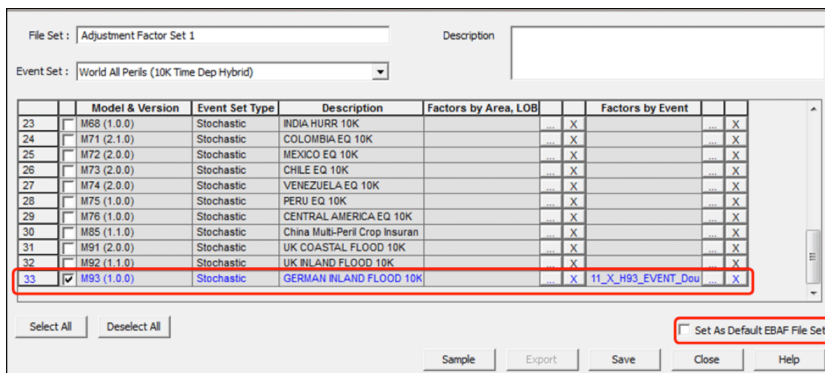 File Set : Adjustment Factor Set 1 Description
Event Set : World All Perils (10K Time Dep Hybrid)
Model & Version Event Set Type Description Factors by Area, LOB Factors by Event
23 M68 (1.0.0) Stochastic INDIA HURR 10K ... X ... X
24 M71 (2.1.0) Stochastic COLOMBIA EQ 10K ... X ... X
25 M72 (2.0.0) Stochastic MEXICO EQ 10K ... X ... X
26 M73 (2.0.0) Stochastic CHILE EQ 10K ... X ... X
27 M74 (2.0.0) Stochastic VENEZUELA EQ 10K ... X ... X
28 M75 (1.0.0) Stochastic PERU EQ 10K ... X ... X
29 M76 (1.0.0) Stochastic CENTRAL AMERICA EQ 10K ... X ... X
30 M85 (1.1.0) Stochastic China Multi-Peril Crop Insuran ... X ... X
31 M91 (2.0.0) Stochastic UK COASTAL FLOOD 10K ... X ... X
32 M92 (1.1.0) Stochastic UK INLAND FLOOD 10K ... X ... X
33 M93 (1.0.0) Stochastic GERMAN INLAND FLOOD 10K ... X 11_X_H93_EVENT_Dou ... X
Select All Deselect All Set As Default EBAF File Set
Sample Export Save Close Help